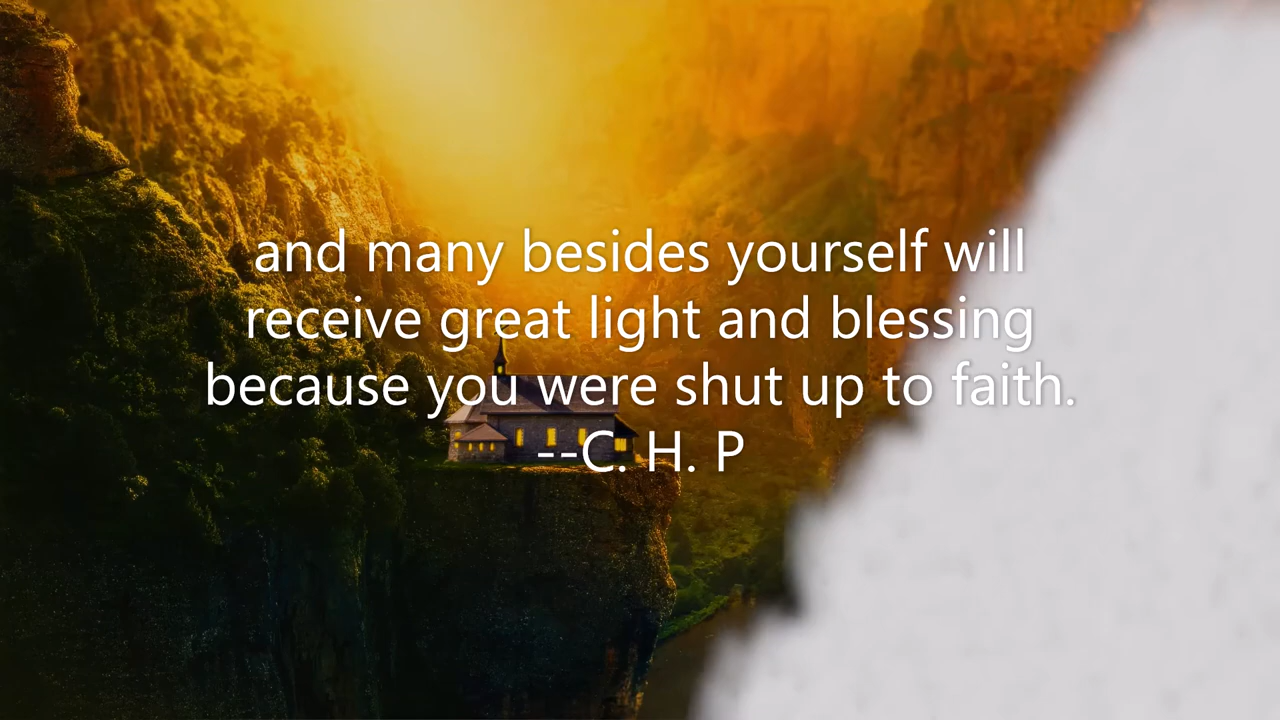 and many besides yourself will
receive great light and blessing
because you were shut up to faith.
--C. H. P